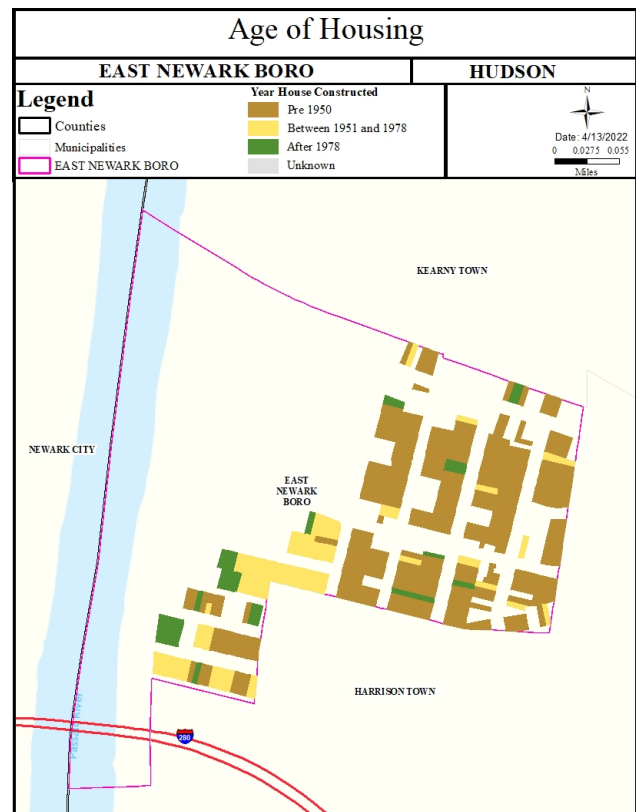 Age of Housing
EAST NEWARK BORO
HUDSON
Legend
Counties
Municipalities
EAST NEWARK BORO
Year House Constructed
Pre 1950
Between 1951 and 1978
After 1978
Unknown
N
Date: 4/13/2022
0 0.0275 0.055
Miles
KEARNY TOWN
NEWARK CITY
EAST
NEWARK
BORO
HARRISON TOWN
Passaic River
280